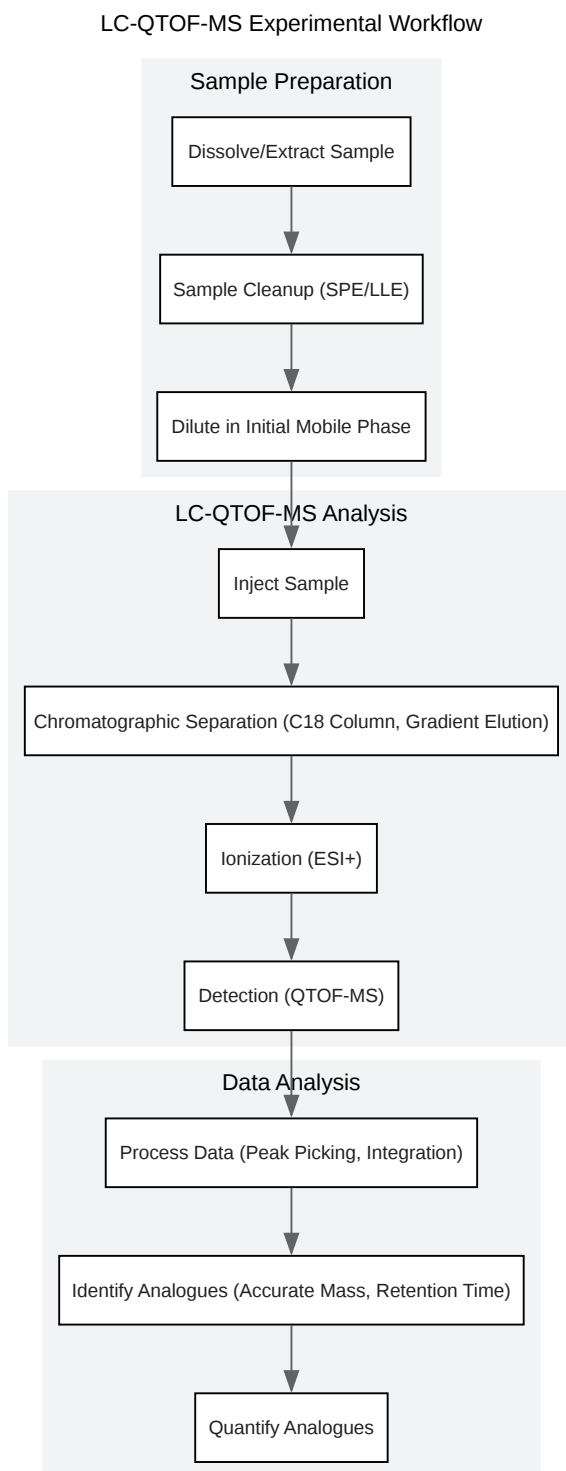 LC-QTOF-MS Experimental Workflow
Sample Preparation
Dissolve/Extract Sample
Sample Cleanup (SPE/LLE)
Dilute in Initial Mobile Phase
LC-QTOF-MS Analysis
Inject Sample
Chromatographic Separation (C18 Column, Gradient Elution)
Ionization (ESI+)
Detection (QTOF-MS)
Data Analysis
Process Data (Peak Picking, Integration)
Identify Analogues (Accurate Mass, Retention Time)
Quantify Analogues